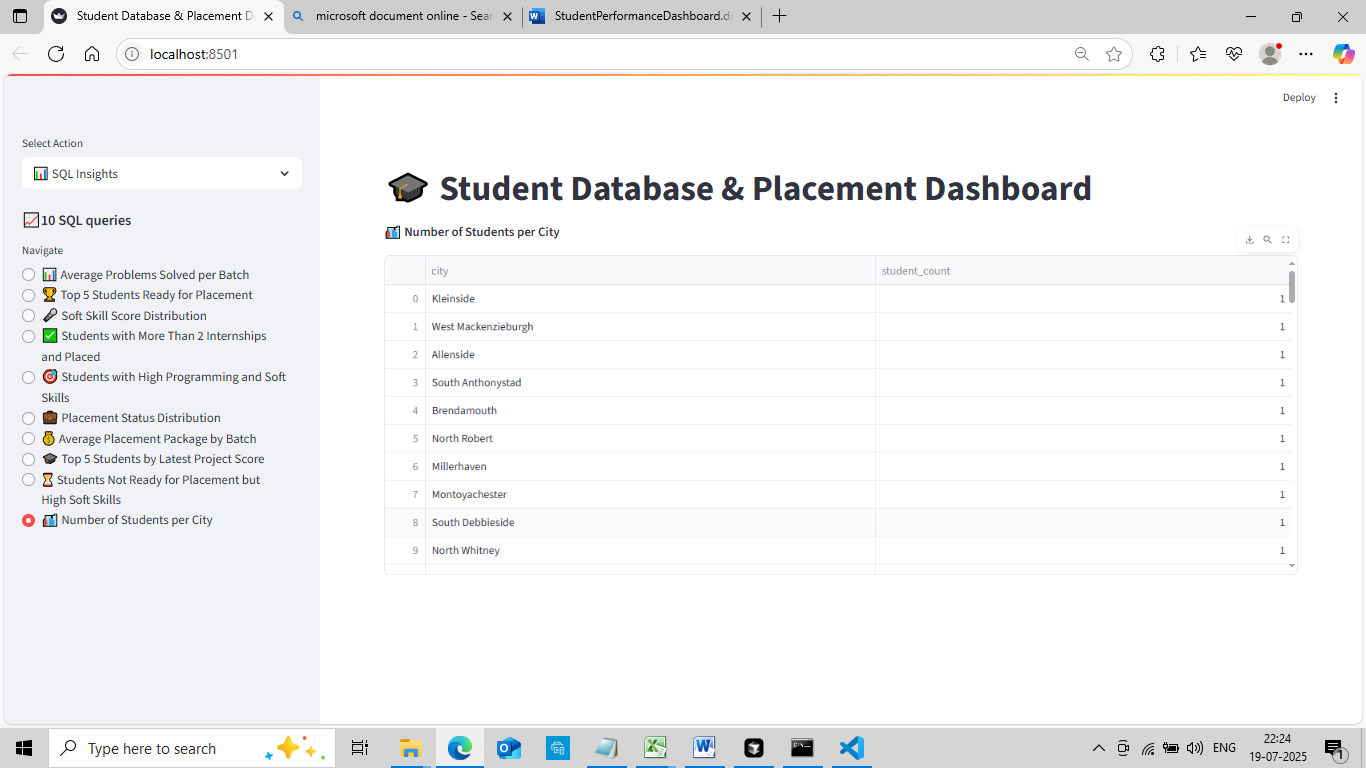 Student Database & Placement D
microsoft document online - Sear
StudentPerformanceDashboard.do
localhost:8501
Deploy
Select Action
SQL Insights
10 SQL queries
Navigate
Average Problems Solved per Batch
Top 5 Students Ready for Placement
Soft Skill Score Distribution
Students with More Than 2 Internships
and Placed
Students with High Programming and Soft
Skills
Placement Status Distribution
Average Placement Package by Batch
Top 5 Students by Latest Project Score
Students Not Ready for Placement but
High Soft Skills
Number of Students per City
Student Database & Placement Dashboard
Number of Students per City
city student_count
0 Kleinside 1
1 West Mackenzieburgh 1
2 Allenside 1
3 South Anthonystad 1
4 Brendamouth 1
5 North Robert 1
6 Millerhaven 1
7 Montoyachester 1
8 South Debbieside 1
9 North Whitney 1
Type here to search
ENG
22:24
19-07-2025
1